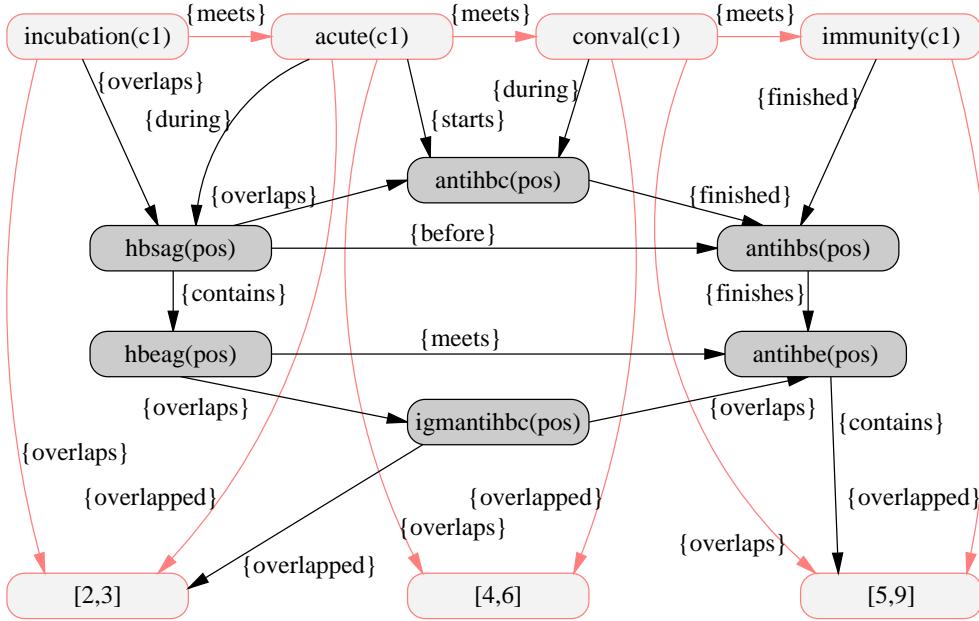 {meets}
{meets}
{meets}
incubation(c1)
acute(c1)
conval(c1)
immunity(c1)
{overlaps}
{during}
{finished}
{during}
{starts}
{overlaps}
antihbc(pos)
{finished}
hbsag(pos)
{before}
antihbs(pos)
{contains}
{finishes}
hbeag(pos)
{meets}
antihbe(pos)
{overlaps}
igmantihbc(pos)
{overlaps}
{contains}
{overlaps}
{overlapped}
{overlapped}
{overlapped}
{overlaps}
{overlaps}
{overlapped}
[2,3]
[4,6]
[5,9]